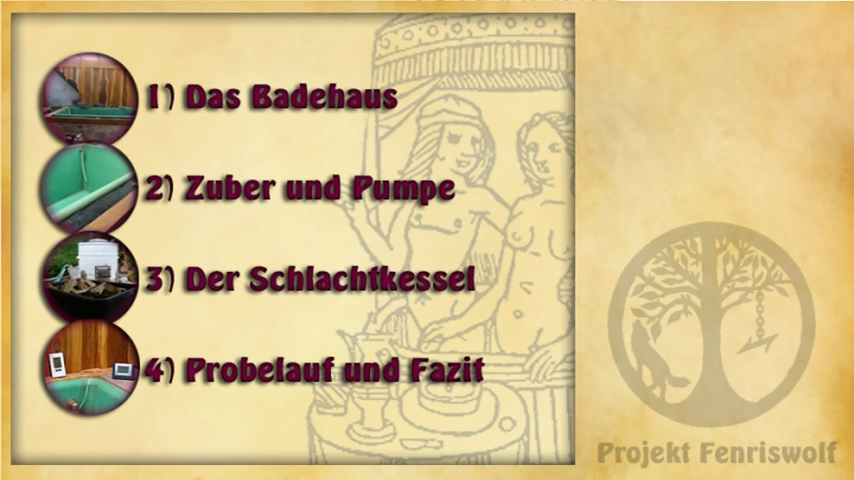 1) Das Badehaus
2) Zuber und Pumpe
3) Der Schlachtkessel
4) Probelauf und Fazit
Projekt Fenriswolf